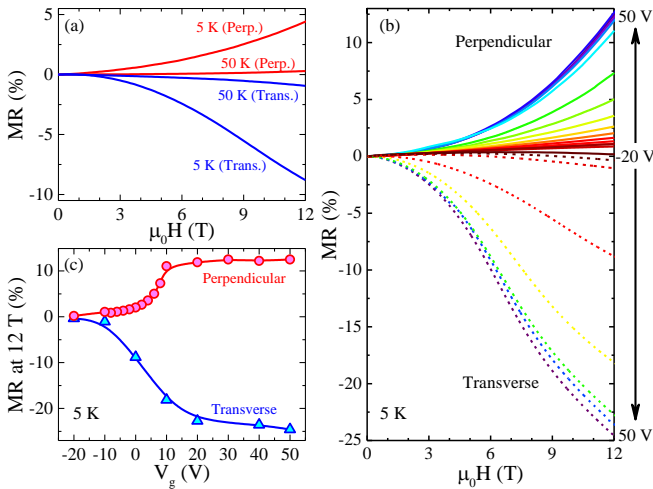 (a)
5
0
-5
-10
MR (%)
5 K (Perp.)
50 K (Perp.)
50 K (Trans.)
5 K (Trans.)
0 3 6 9 12
μ₀H (T)
(c)
10
0
-10
-20
MR at 12 T (%)
Perpendicular
Transverse
5 K
-20 -10 0 10 20 30 40 50
V_g (V)
(b)
10
5
0
-5
-10
-15
-20
-25
MR (%)
Perpendicular
Transverse
5 K
0 3 6 9 12
μ₀H (T)
50 V
-20 V
50 V